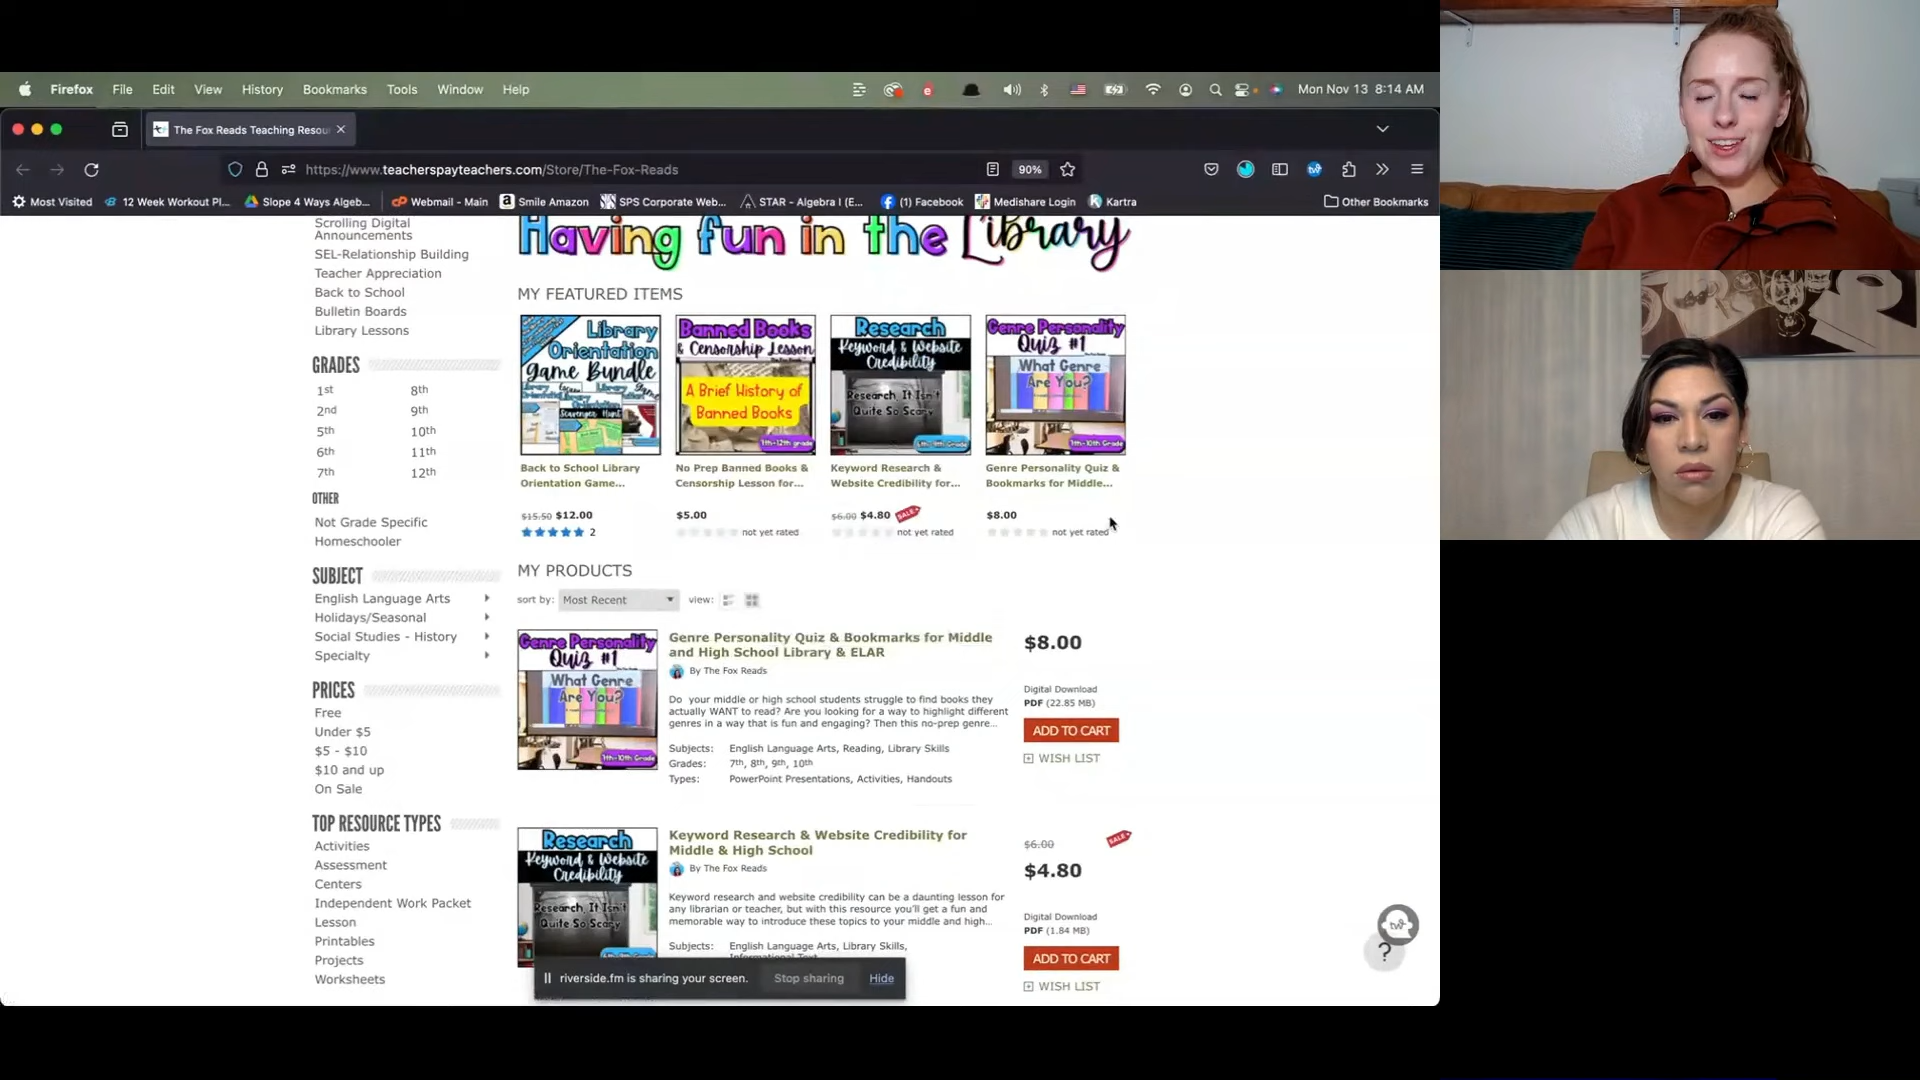 Firefox File Edit View History Bookmarks Tools Window Help Mon Nov 13 8:14 AM
The Fox Reads Teaching Resou
https://www.teacherspayteachers.com/Store/The-Fox-Reads 90%
Most Visited 12 Week Workout Pl... Slope 4 Ways Algeb... Webmail - Main Smile Amazon SPS Corporate Web... STAR - Algebra I (E... (1) Facebook Medishare Login Kartra Other Bookmarks
Scrolling Digital
Announcements
SEL-Relationship Building
Teacher Appreciation
Back to School
Bulletin Boards
Library Lessons
GRADES
1st 8th
2nd 9th
5th 10th
6th 11th
7th 12th
OTHER
Not Grade Specific
Homeschooler
SUBJECT
English Language Arts
Holidays/Seasonal
Social Studies - History
Specialty
PRICES
Free
Under $5
$5 - $10
$10 and up
On Sale
TOP RESOURCE TYPES
Activities
Assessment
Centers
Independent Work Packet
Lesson
Printables
Projects
Worksheets
Having fun in the Library
MY FEATURED ITEMS
Library
Orientation
Game Bundle
Scavenger Hunt
Back to School Library
Orientation Game...
$15.50 $12.00
2
Banned Books
& Censorship Lesson
A Brief History of
Banned Books
No Prep Banned Books &
Censorship Lesson for...
$5.00
not yet rated
Research
Keyword & Website
Credibility
Research, It Isn't
Quite So Scary
Keyword Research &
Website Credibility for...
$6.00 $4.80 SALE
not yet rated
Genre Personality
Quiz #1
What Genre
Are You?
7th-10th Grade
Genre Personality Quiz &
Bookmarks for Middle...
$8.00
not yet rated
MY PRODUCTS
sort by: Most Recent view:
Genre Personality
Quiz #1
What Genre
Are You?
7th-10th Grade
Genre Personality Quiz & Bookmarks for Middle
and High School Library & ELAR
By The Fox Reads
Do your middle or high school students struggle to find books they
actually WANT to read? Are you looking for a way to highlight different
genres in a way that is fun and engaging? Then this no-prep genre...
Subjects: English Language Arts, Reading, Library Skills
Grades: 7th, 8th, 9th, 10th
Types: PowerPoint Presentations, Activities, Handouts
$8.00
Digital Download
PDF (22.85 MB)
ADD TO CART
WISH LIST
Research
Keyword & Website
Credibility
Research, It Isn't
Quite So Scary
Keyword Research & Website Credibility for
Middle & High School
By The Fox Reads
Keyword research and website credibility can be a daunting lesson for
any librarian or teacher, but with this resource you'll get a fun and
memorable way to introduce these topics to your middle and high...
Subjects: English Language Arts, Library Skills,
Informational Text
$6.00 SALE
$4.80
Digital Download
PDF (1.84 MB)
ADD TO CART
WISH LIST
riverside.fm is sharing your screen. Stop sharing Hide
?